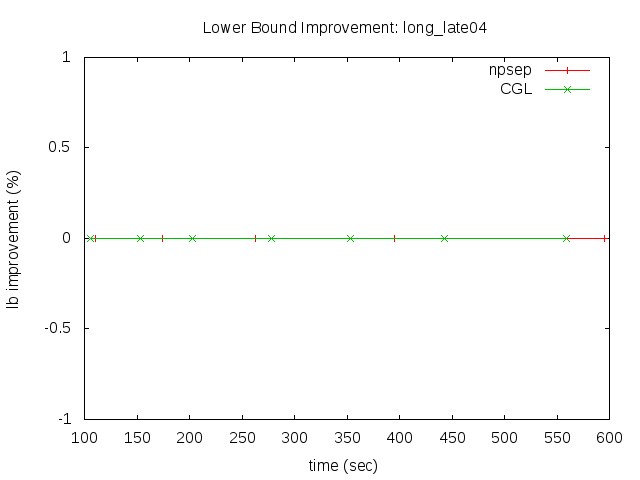 Lower Bound Improvement: long_late04
npsep
CGL
1
0.5
0
-0.5
-1
lb improvement (%)
100 150 200 250 300 350 400 450 500 550 600
time (sec)